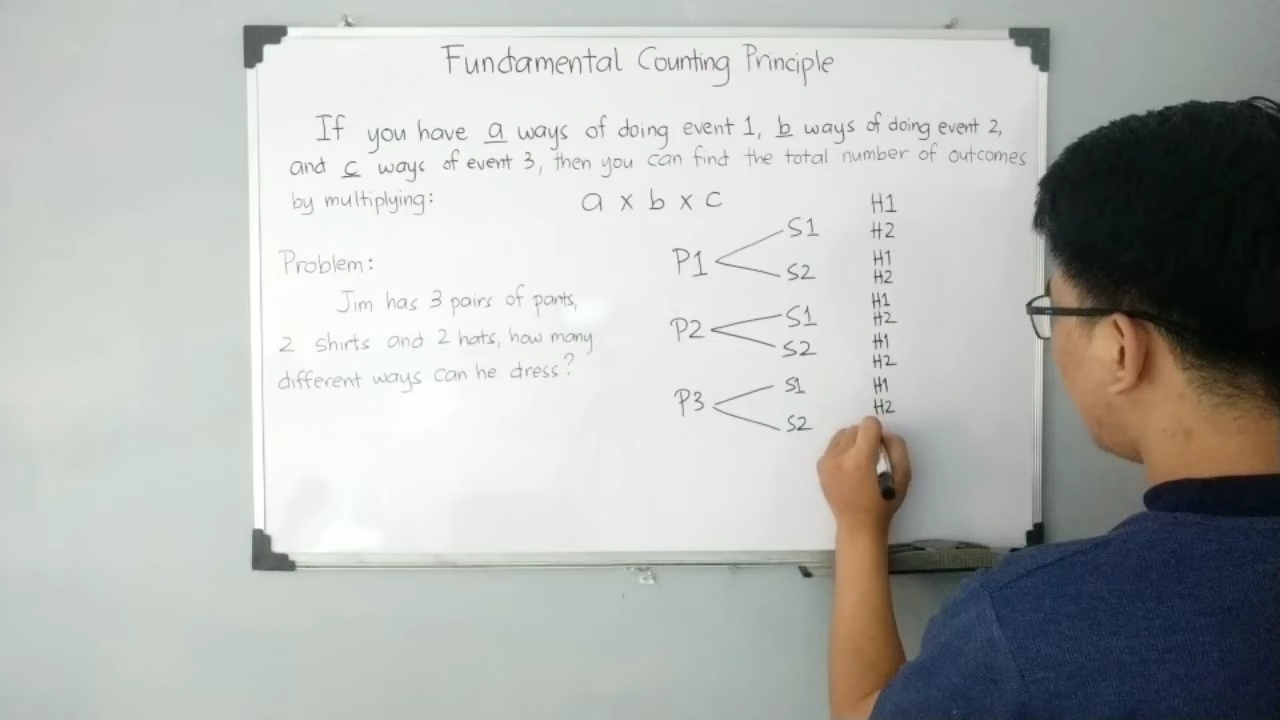 Fundamental Counting Principle
If you have a ways of doing event 1, b ways of doing event 2,
and c ways of event 3, then you can find the total number of outcomes
by multiplying: a x b x c
Problem:
Jim has 3 pairs of pants,
2 shirts and 2 hats, how many
different ways can he dress?
P1
S1
S2
P2
S1
S2
P3
S1
S2
H1
H2
H1
H2
H1
H2
H1
H2
H1
H2